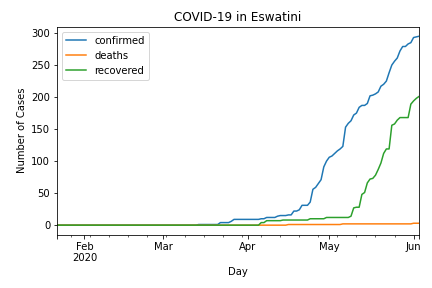 COVID-19 in Eswatini
confirmed
deaths
recovered
Number of Cases
300
250
200
150
100
50
0
Feb
2020
Mar
Apr
May
Jun
Day